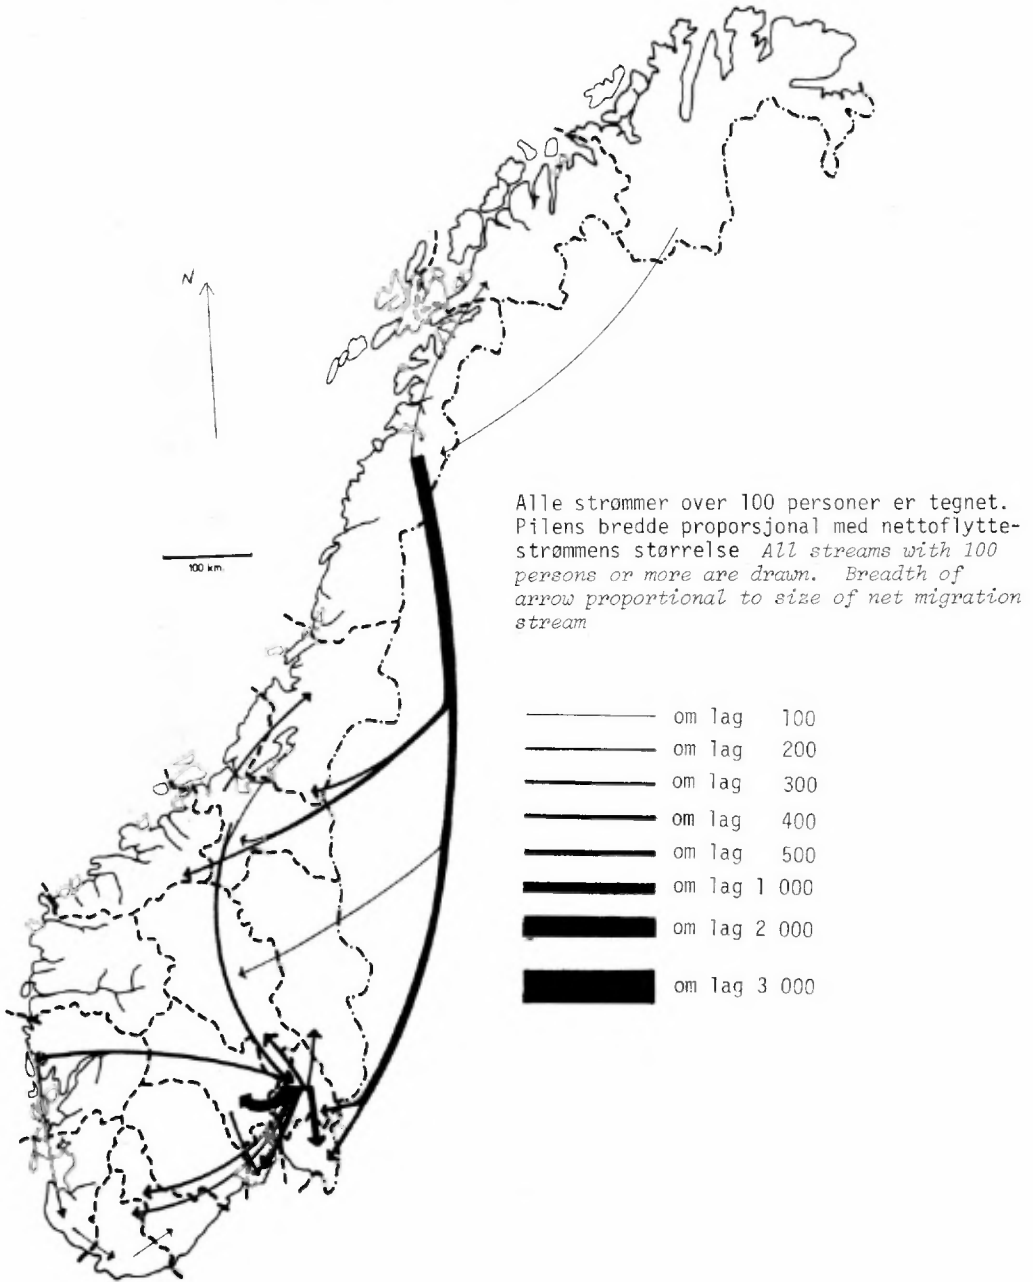 N
100 km.
Alle strømmer over 100 personer er tegnet.
Pilens bredde proporsjonal med nettoflytte-
strømmens størrelse All streams with 100
persons or more are drawn. Breadth of
arrow proportional to size of net migration
stream
om lag 100
om lag 200
om lag 300
om lag 400
om lag 500
om lag 1 000
om lag 2 000
om lag 3 000